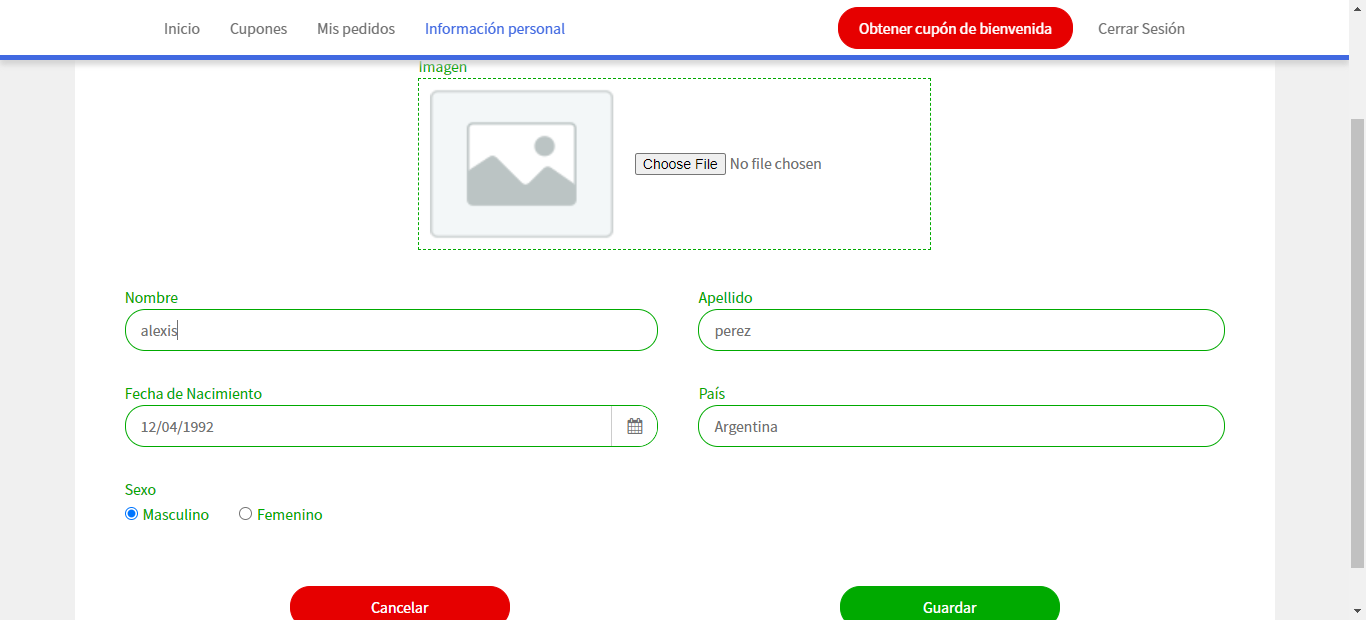 Inicio Cupones Mis pedidos Información personal Obtener cupón de bienvenida Cerrar Sesión
Imagen
Choose File No file chosen
Nombre Apellido
alexis perez
Fecha de Nacimiento País
12/04/1992 Argentina
Sexo
Masculino Femenino
Cancelar Guardar